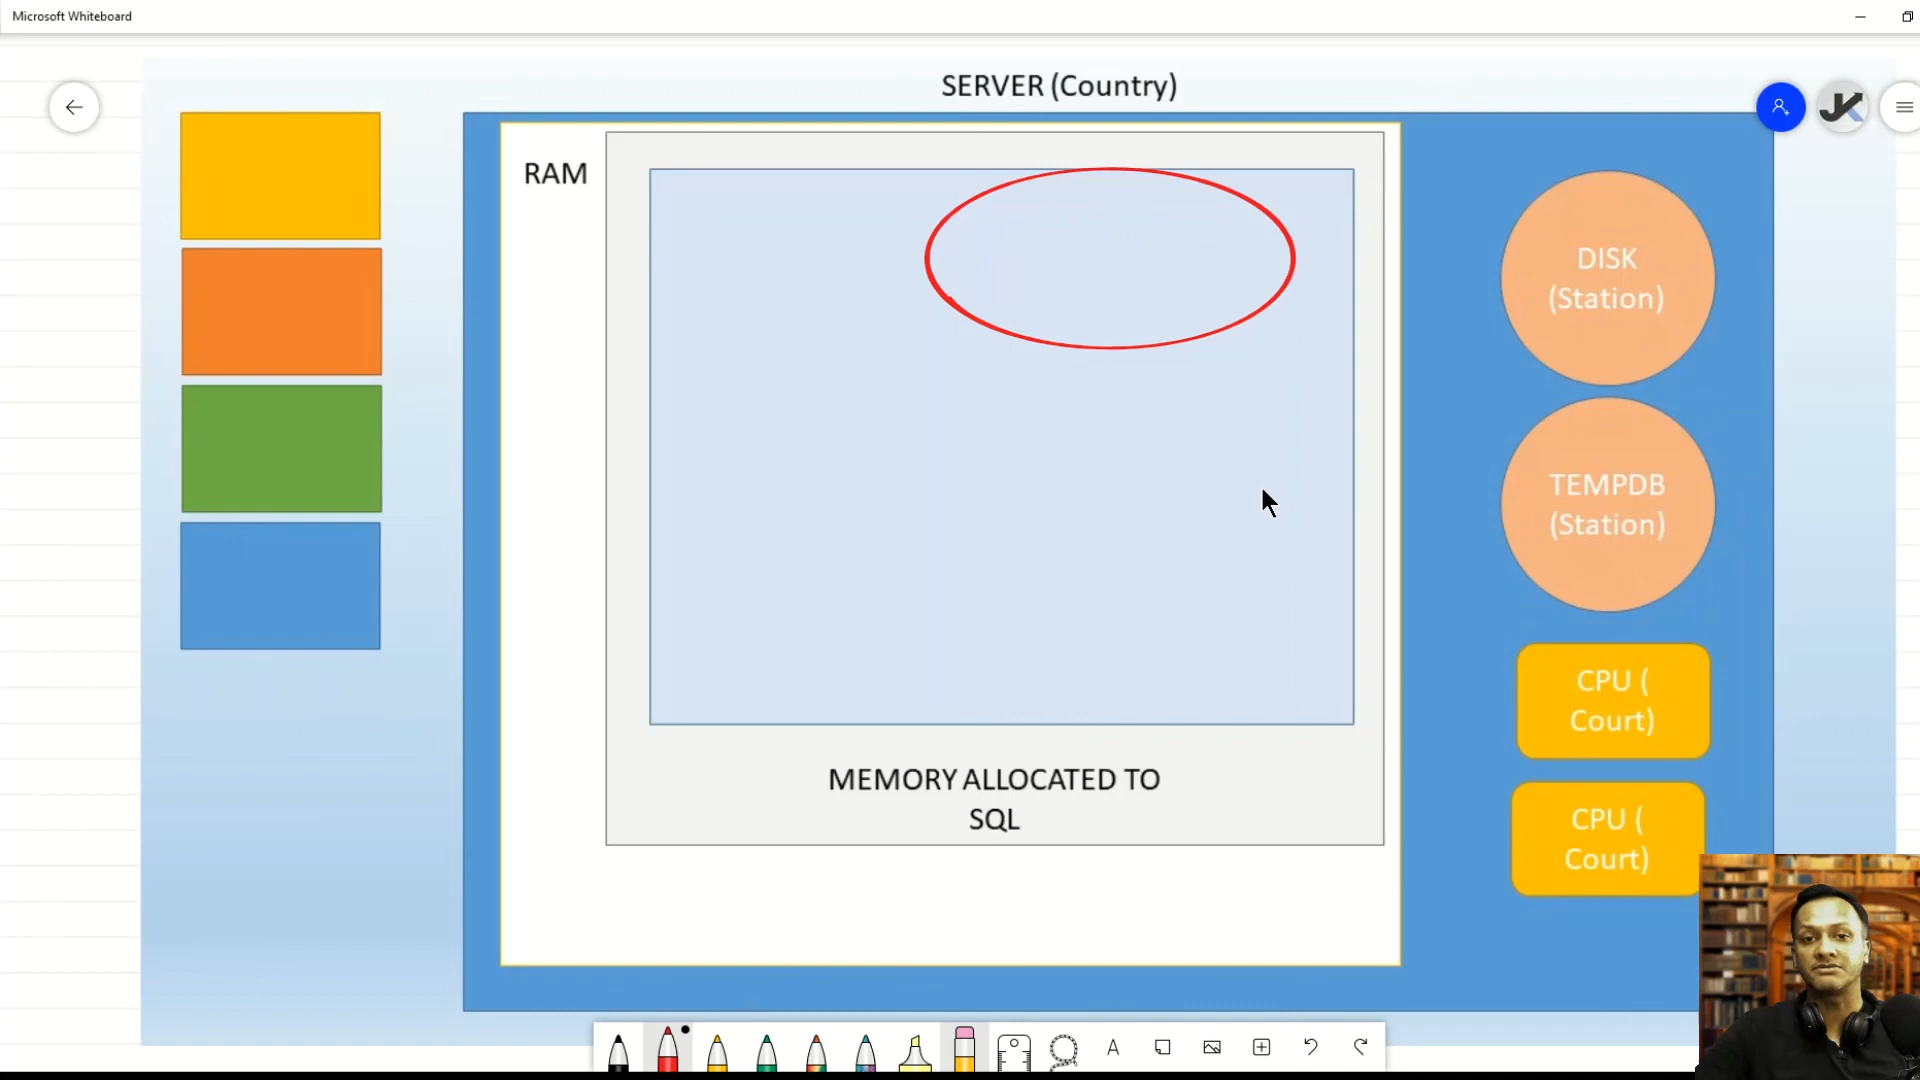 Microsoft Whiteboard
SERVER (Country)
RAM
DISK
(Station)
TEMPDB
(Station)
CPU (
Court)
MEMORY ALLOCATED TO
SQL
CPU (
Court)